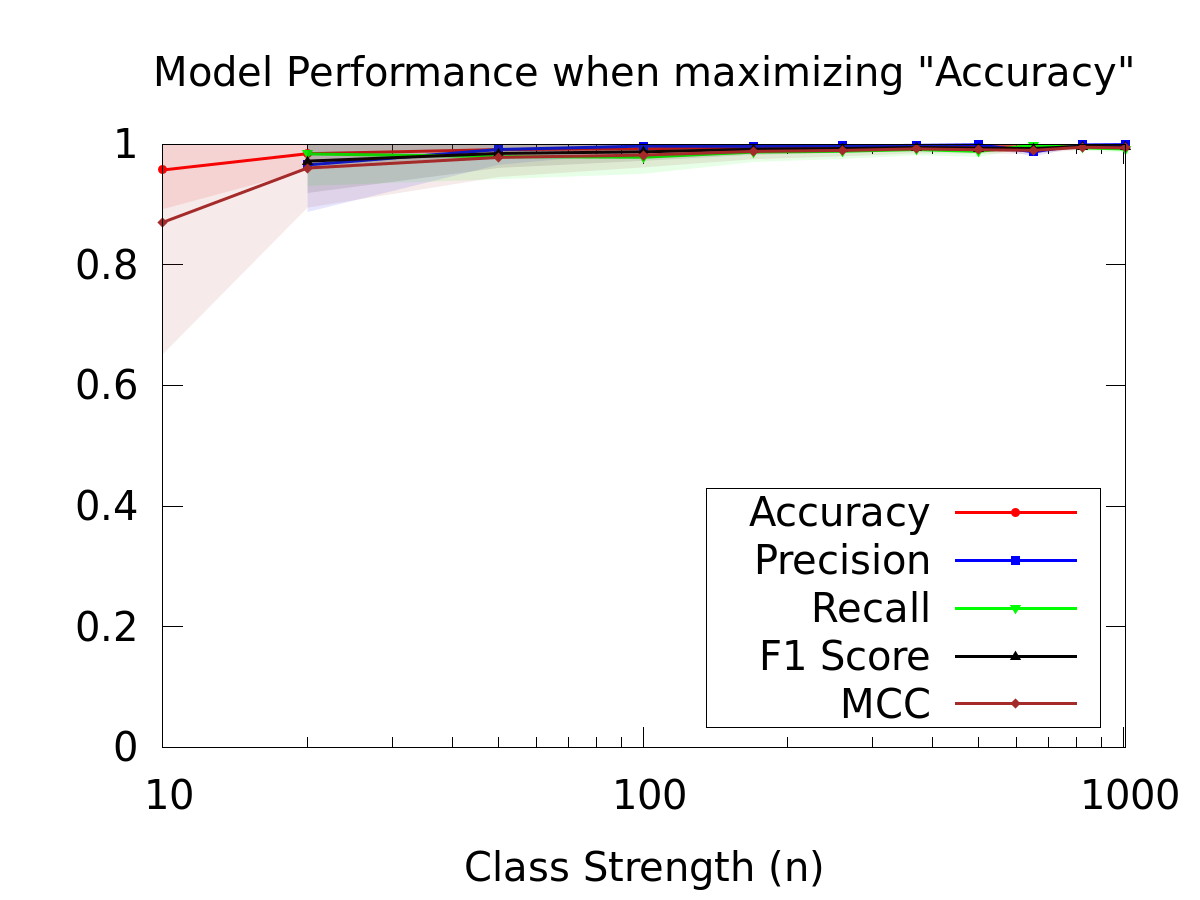 Model Performance when maximizing "Accuracy"
1
0.8
0.6
0.4
0.2
0
Accuracy
Precision
Recall
F1 Score
MCC
10 100 1000
Class Strength (n)